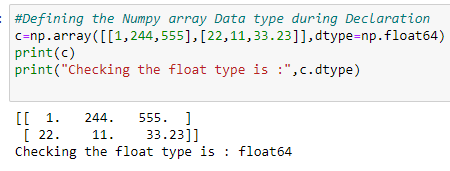 #Defining the Numpy array Data type during Declaration
c=np.array([[1,244,555],[22,11,33.23]],dtype=np.float64)
print(c)
print("Checking the float type is :",c.dtype)
[[  1.   244.   555.  ]
 [ 22.    11.    33.23]]
Checking the float type is : float64